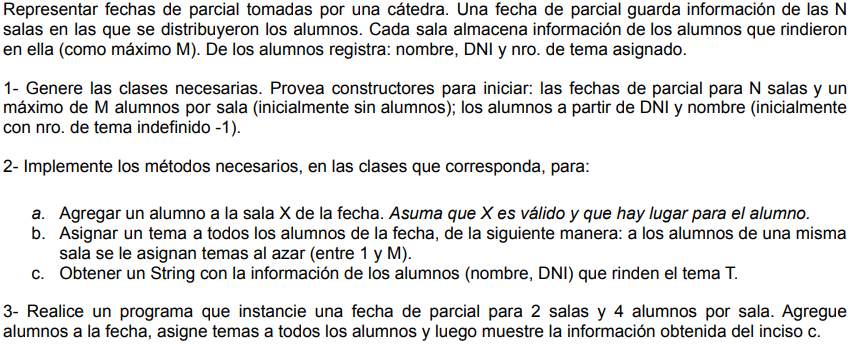 Representar fechas de parcial tomadas por una cátedra. Una fecha de parcial guarda información de las N
salas en las que se distribuyeron los alumnos. Cada sala almacena información de los alumnos que rindieron
en ella (como máximo M). De los alumnos registra: nombre, DNI y nro. de tema asignado.
1- Genere las clases necesarias. Provea constructores para iniciar: las fechas de parcial para N salas y un
máximo de M alumnos por sala (inicialmente sin alumnos); los alumnos a partir de DNI y nombre (inicialmente
con nro. de tema indefinido -1).
2- Implemente los métodos necesarios, en las clases que corresponda, para:
a. Agregar un alumno a la sala X de la fecha. Asuma que X es válido y que hay lugar para el alumno.
b. Asignar un tema a todos los alumnos de la fecha, de la siguiente manera: a los alumnos de una misma
sala se le asignan temas al azar (entre 1 y M).
c. Obtener un String con la información de los alumnos (nombre, DNI) que rinden el tema T.
3- Realice un programa que instancie una fecha de parcial para 2 salas y 4 alumnos por sala. Agregue
alumnos a la fecha, asigne temas a todos los alumnos y luego muestre la información obtenida del inciso c.